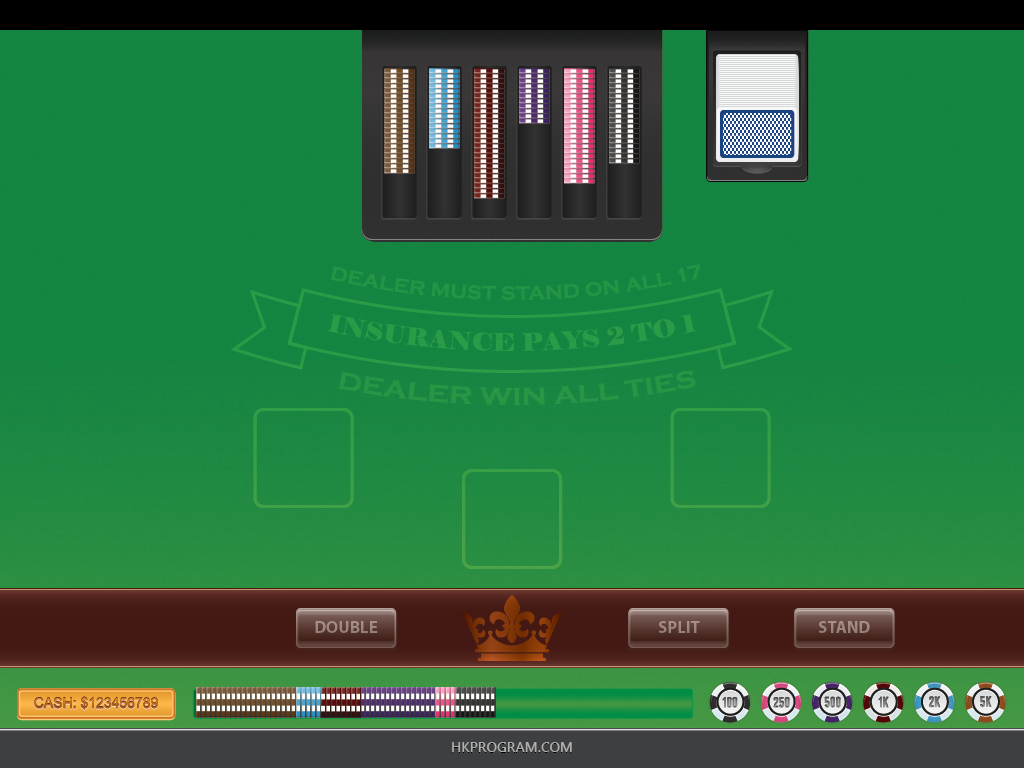 DEALER MUST STAND ON ALL 17
INSURANCE PAYS 2 TO 1
DEALER WIN ALL TIES
DOUBLE
SPLIT
STAND
CASH: $123456789
100
250
500
1K
2K
5K
HKPROGRAM.COM